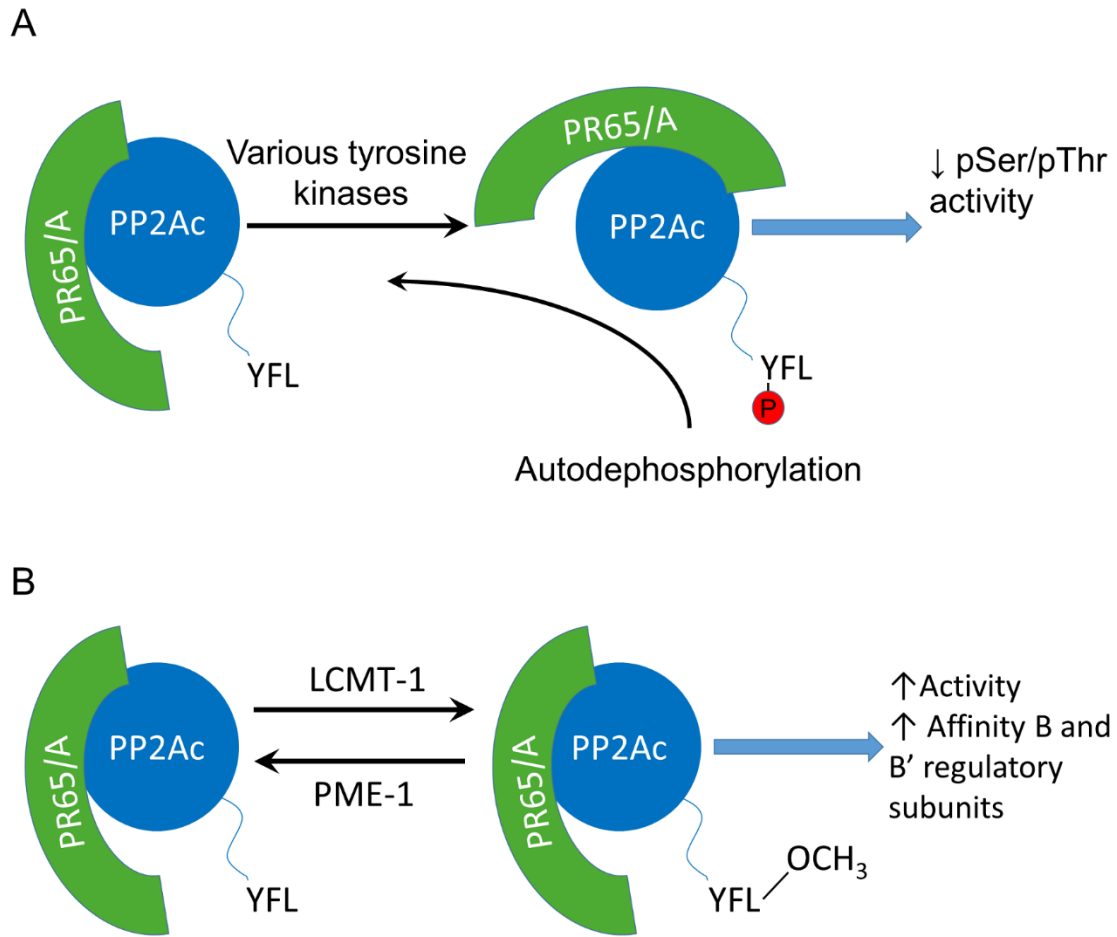 A
PR65/A
PP2Ac
YFL
Various tyrosine
kinases
PR65/A
PP2Ac
YFL
P
↓ pSer/pThr
activity
Autodephosphorylation
B
PR65/A
PP2Ac
YFL
LCMT-1
PME-1
PR65/A
PP2Ac
YFL
OCH₃
↑Activity
↑ Affinity B and
B’ regulatory
subunits